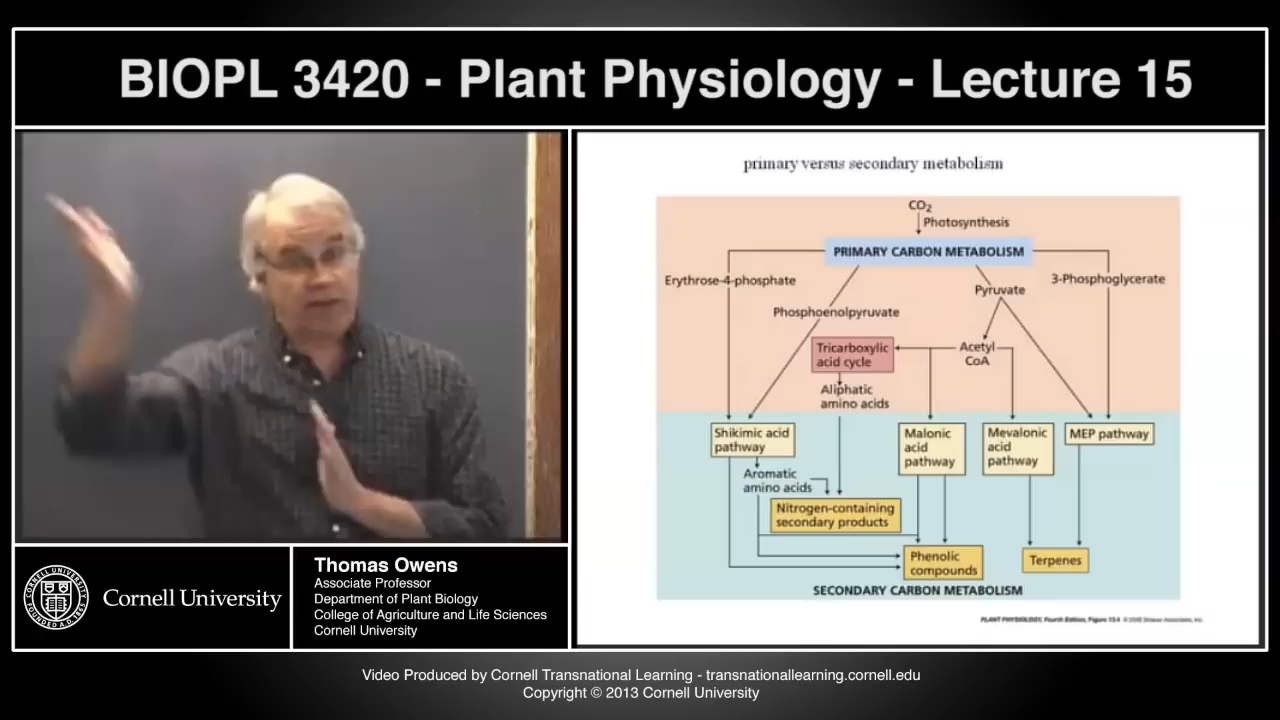 BIOPL 3420 - Plant Physiology - Lecture 15
primary versus secondary metabolism
CO2
Photosynthesis
PRIMARY CARBON METABOLISM
Erythrose-4-phosphate
3-Phosphoglycerate
Pyruvate
Phosphoenolpyruvate
Tricarboxylic
acid cycle
Acetyl
CoA
Aliphatic
amino acids
Shikimic acid
pathway
Malonic
acid
pathway
Mevalonic
acid
pathway
MEP pathway
Aromatic
amino acids
Nitrogen-containing
secondary products
Phenolic
compounds
Terpenes
SECONDARY CARBON METABOLISM
PLANT PHYSIOLOGY, Fourth Edition, Figure 13.4 © 2006 Sinauer Associates, Inc.
Cornell University
Thomas Owens
Associate Professor
Department of Plant Biology
College of Agriculture and Life Sciences
Cornell University
Video Produced by Cornell Transnational Learning - transnationallearning.cornell.edu
Copyright © 2013 Cornell University